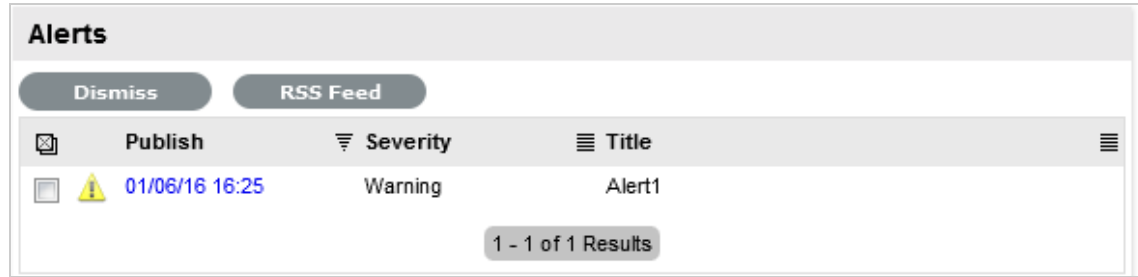 Alerts
Dismiss RSS Feed
Publish Severity Title
01/06/16 16:25 Warning Alert1
1 - 1 of 1 Results